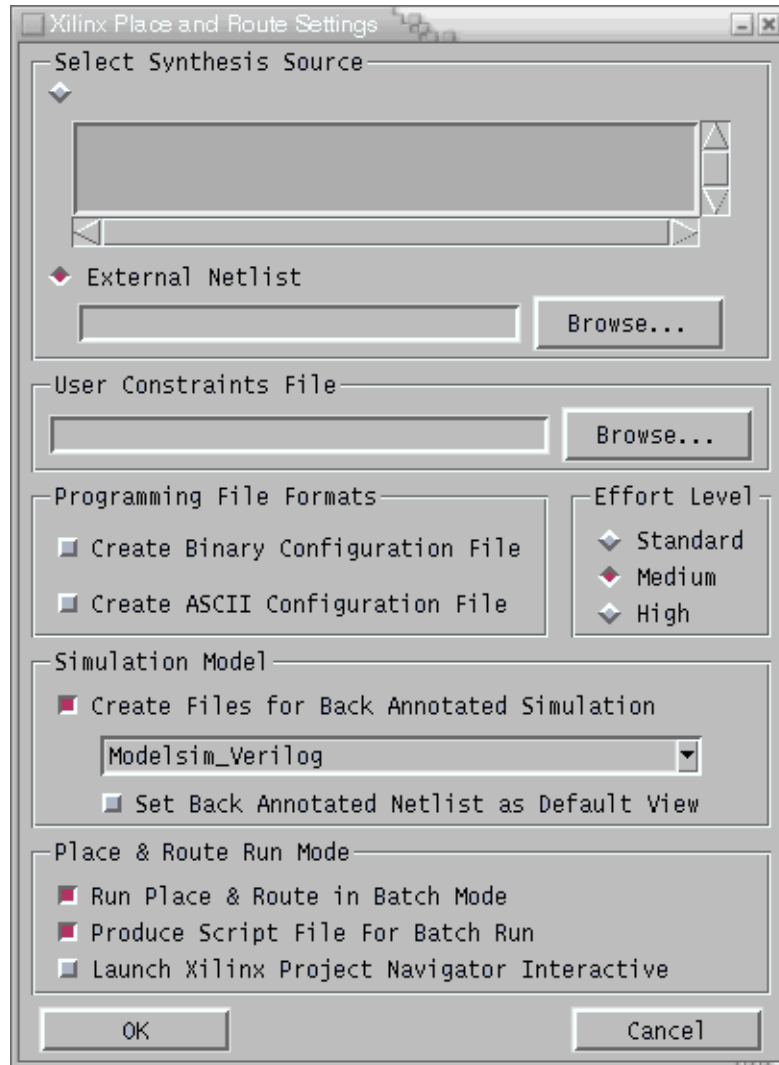 Xilinx Place and Route Settings
Select Synthesis Source
External Netlist
Browse...
User Constraints File
Browse...
Programming File Formats
Create Binary Configuration File
Create ASCII Configuration File
Effort Level
Standard
Medium
High
Simulation Model
Create Files for Back Annotated Simulation
Modelsim_Verilog
Set Back Annotated Netlist as Default View
Place & Route Run Mode
Run Place & Route in Batch Mode
Produce Script File For Batch Run
Launch Xilinx Project Navigator Interactive
OK
Cancel